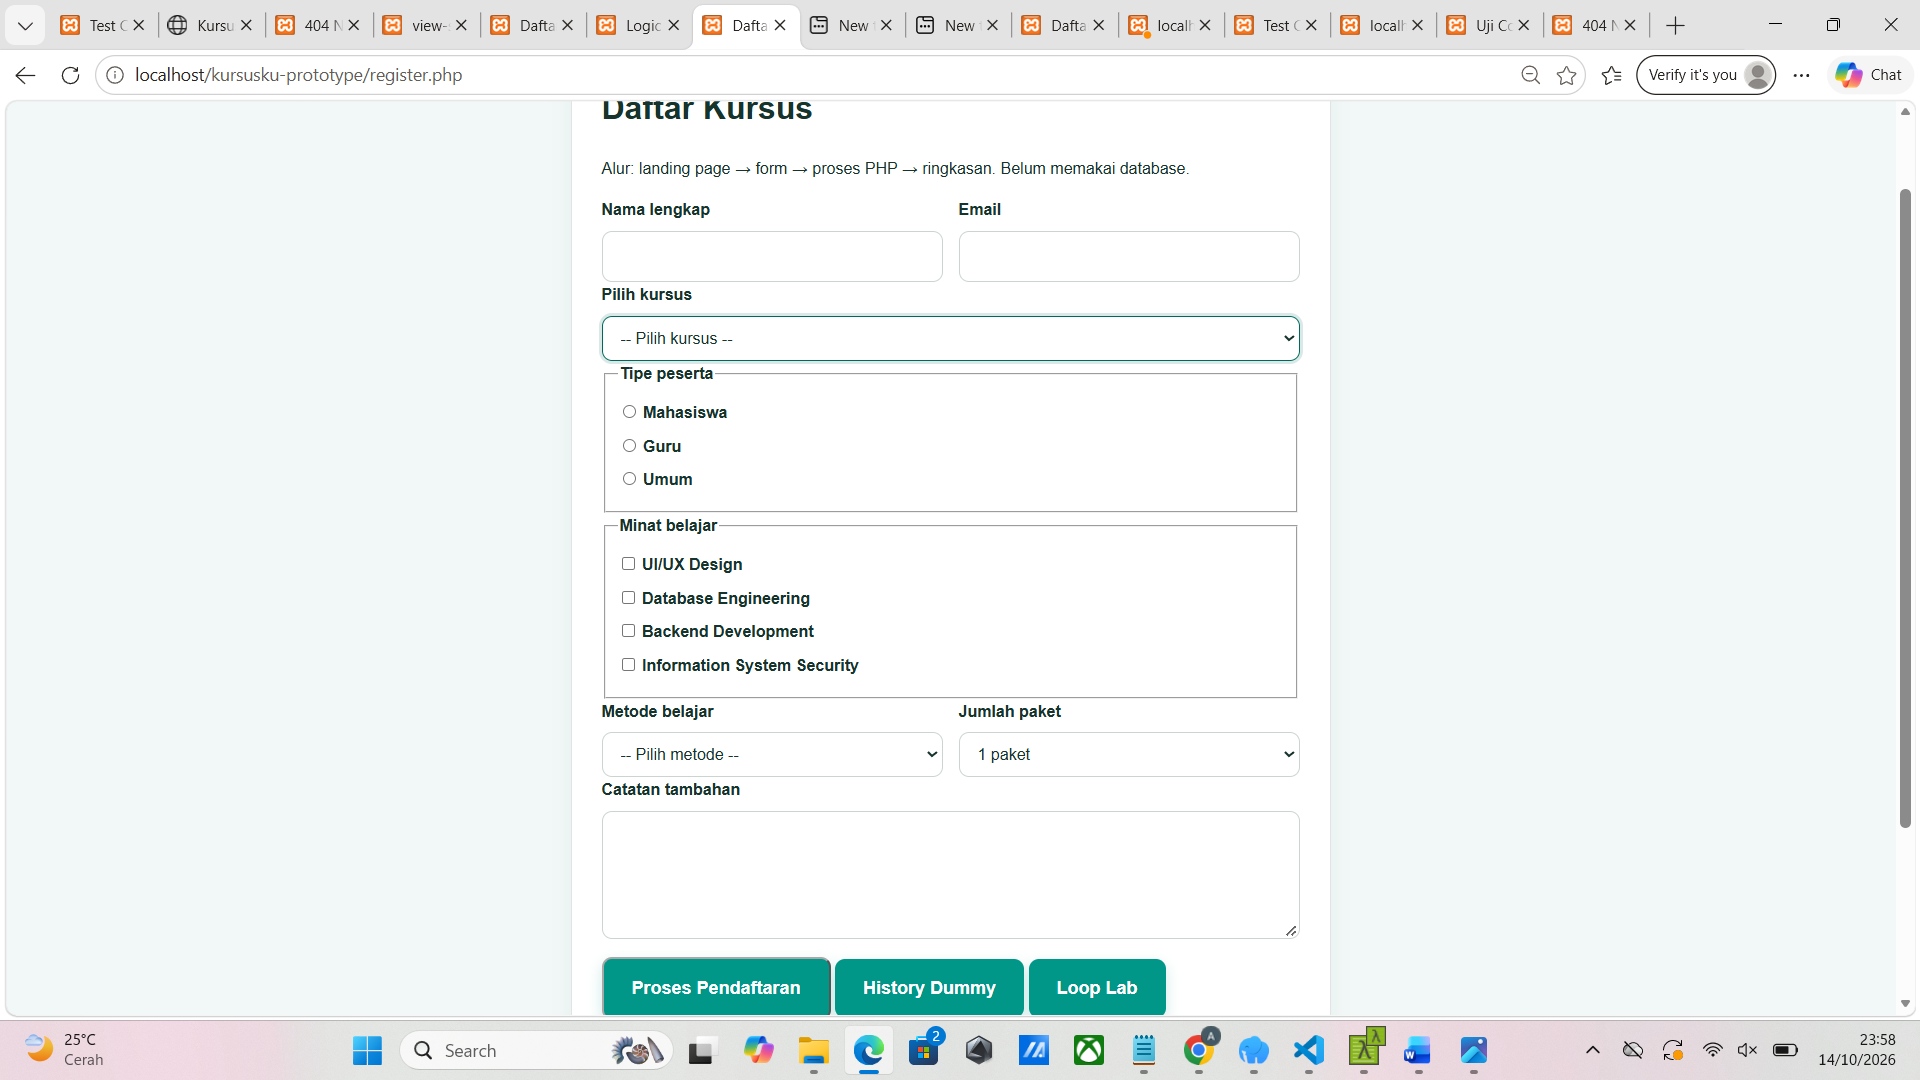 Test C
Kursu
404 N
view-s
Dafta
Logic
Dafta
New t
New t
Dafta
localh
Test C
localh
Uji Co
404 N
localhost/kursusku-prototype/register.php
Verify it's you
Chat
Daftar Kursus
Alur: landing page → form → proses PHP → ringkasan. Belum memakai database.
Nama lengkap
Email
Pilih kursus
-- Pilih kursus --
Tipe peserta
Mahasiswa
Guru
Umum
Minat belajar
UI/UX Design
Database Engineering
Backend Development
Information System Security
Metode belajar
Jumlah paket
-- Pilih metode --
1 paket
Catatan tambahan
Proses Pendaftaran
History Dummy
Loop Lab
25°C
Cerah
Search
2
A
23:58
14/10/2026